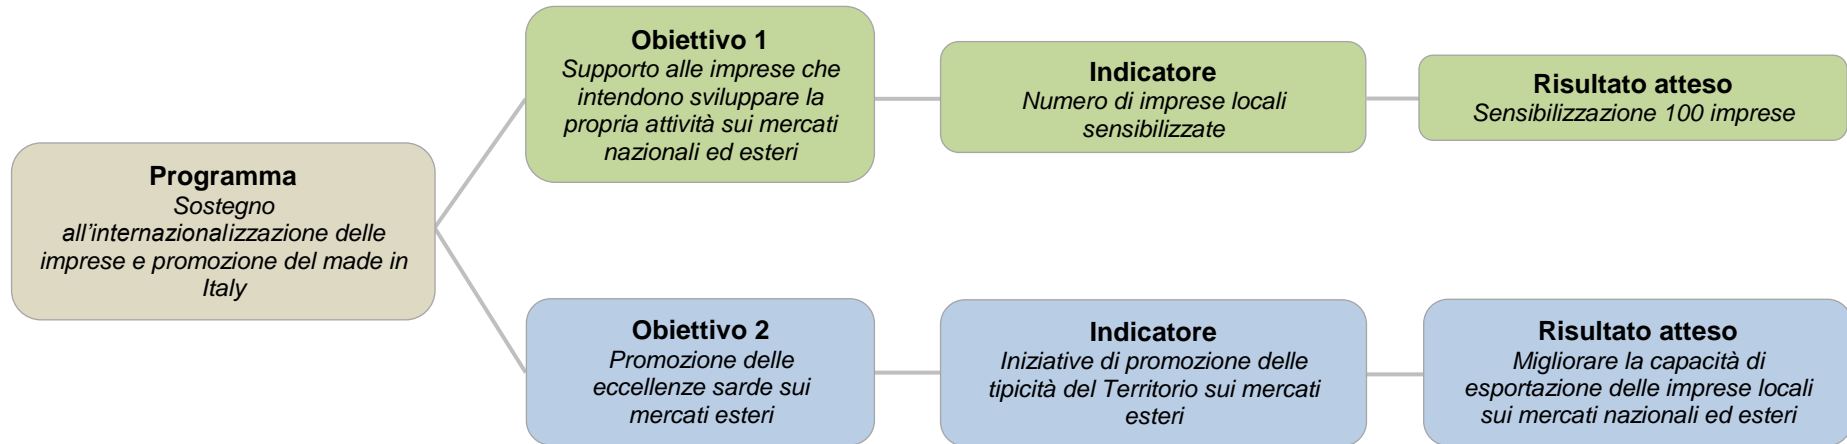 Programma
Sostegno
all'internazionalizzazione delle
imprese e promozione del made in
Italy
Obiettivo 1
Supporto alle imprese che
intendono sviluppare la
propria attività sui mercati
nazionali ed esteri
Indicatore
Numero di imprese locali
sensibilizzate
Risultato atteso
Sensibilizzazione 100 imprese
Obiettivo 2
Promozione delle
eccellenze sarde sui
mercati esteri
Indicatore
Iniziative di promozione delle
tipicità del Territorio sui mercati
esteri
Risultato atteso
Migliorare la capacità di
esportazione delle imprese locali
sui mercati nazionali ed esteri